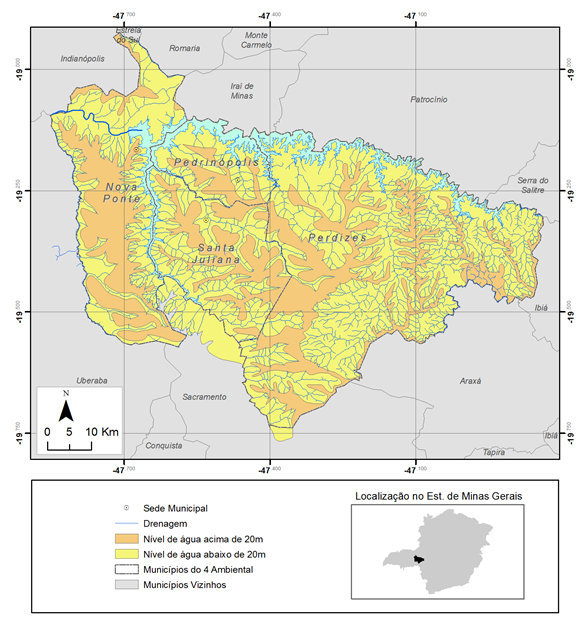 -47.700 -47.400 -47.100
-19.000
-19.250
-19.500
-19.750
Estrela do Sul
Indianópolis
Romaria
Monte Carmelo
Iraí de Minas
Patrocínio
Serra do Salitre
Pedrinópolis
Nova Ponte
Santa Juliana
Perdizes
Ibiá
Uberaba
Sacramento
Araxá
Conquista
Tapira
Ibiá
N
0 5 10 Km
-19.000
-19.250
-19.500
-19.750
-47.700 -47.400 -47.100
Sede Municipal
Drenagem
Nível de água acima de 20m
Nível de água abaixo de 20m
Municípios do 4 Ambiental
Municípios Vizinhos
Localização no Est. de Minas Gerais